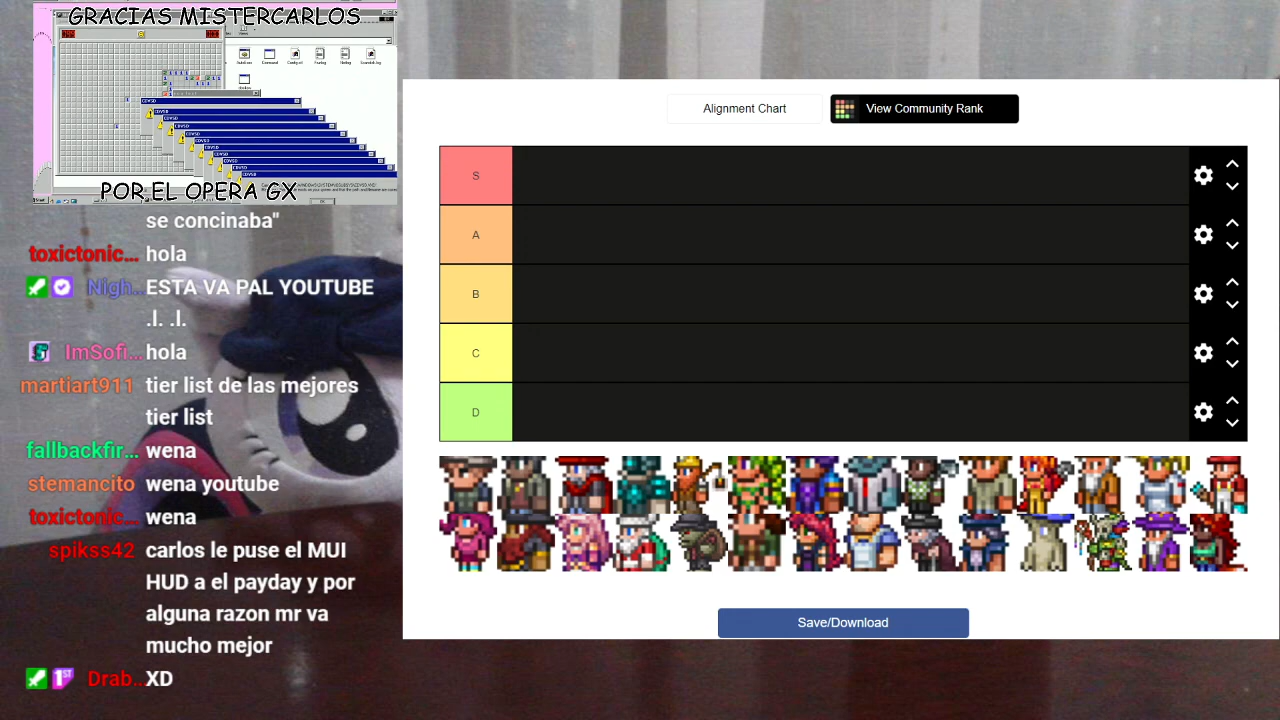 GRACIAS MISTERCARLOS
POR EL OPERA GX
se concinaba"
toxictonic... hola
Nigh... ESTA VA PAL YOUTUBE
.l. .l.
ImSofi... hola
martiart911 tier list de las mejores
tier list
fallbackfir... wena
stemancito wena youtube
toxictonic... wena
spikss42 carlos le puse el MUI
HUD a el payday y por
alguna razon mr va
mucho mejor
Drab... XD
Alignment Chart
View Community Rank
S
A
B
C
D
Save/Download